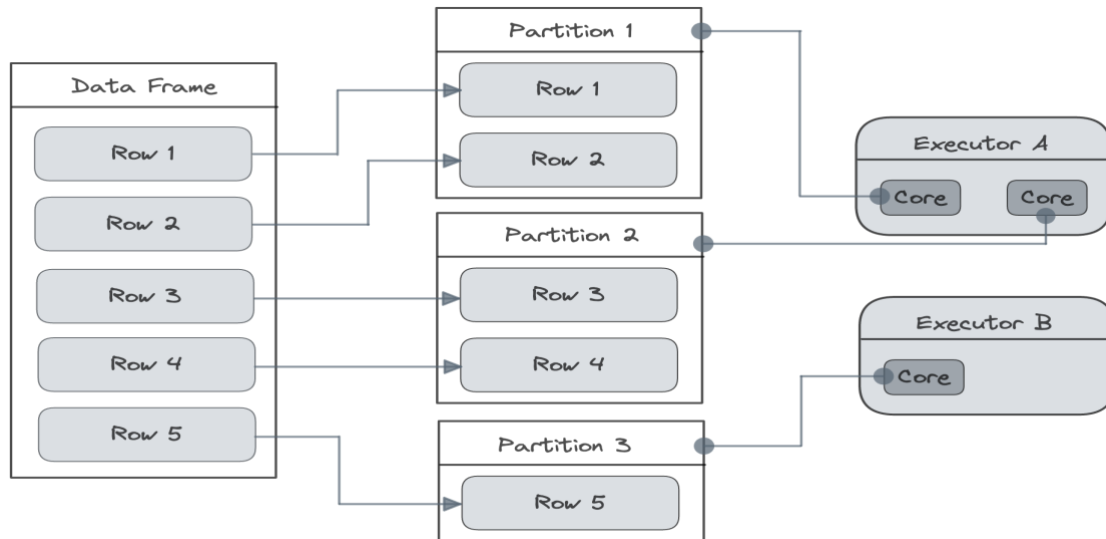 Data Frame
Row 1
Row 2
Row 3
Row 4
Row 5
Partition 1
Row 1
Row 2
Partition 2
Row 3
Row 4
Partition 3
Row 5
Executor A
Core
Core
Executor B
Core